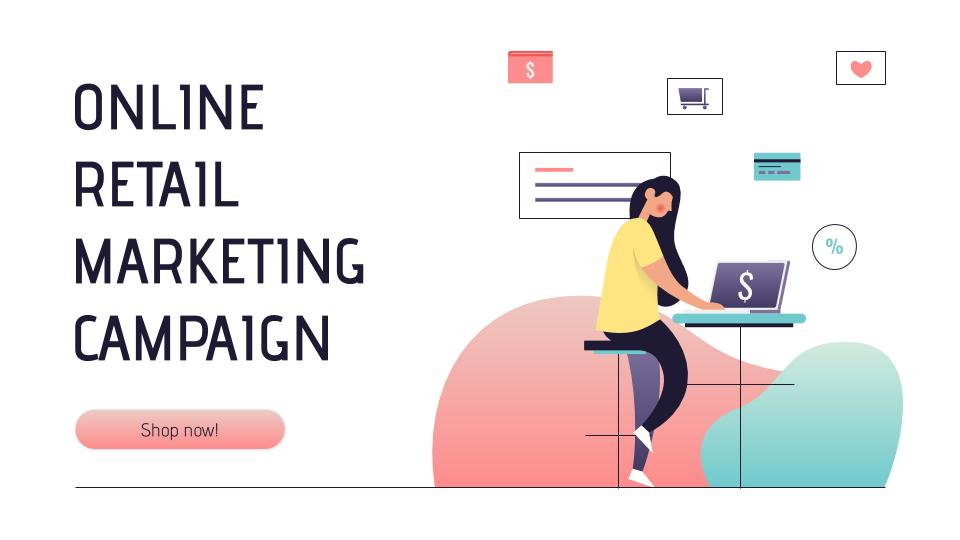 ONLINE
RETAIL
MARKETING
CAMPAIGN
Shop now!
$
%
$